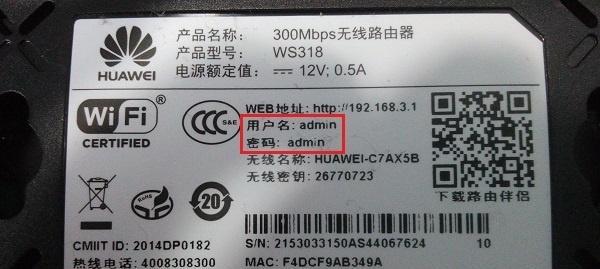 产品名称: 300Mbps无线路由器
产品型号: WS318
电源额定值: ⎓ 12V; 0.5A
HUAWEI
Wi Fi
CERTIFIED
CCC
S&E
WEB地址: http://192.168.3.1
用户名: admin
密码: admin
无线名称: HUAWEI-C7AX5B
无线密钥: 26770723
下载路由伴侣
20
CMIIT ID: 2014DP0182
S/N: 2153033150AS44067624 10
热线电话: 4008308300
MAC: F4DCF9AB349A